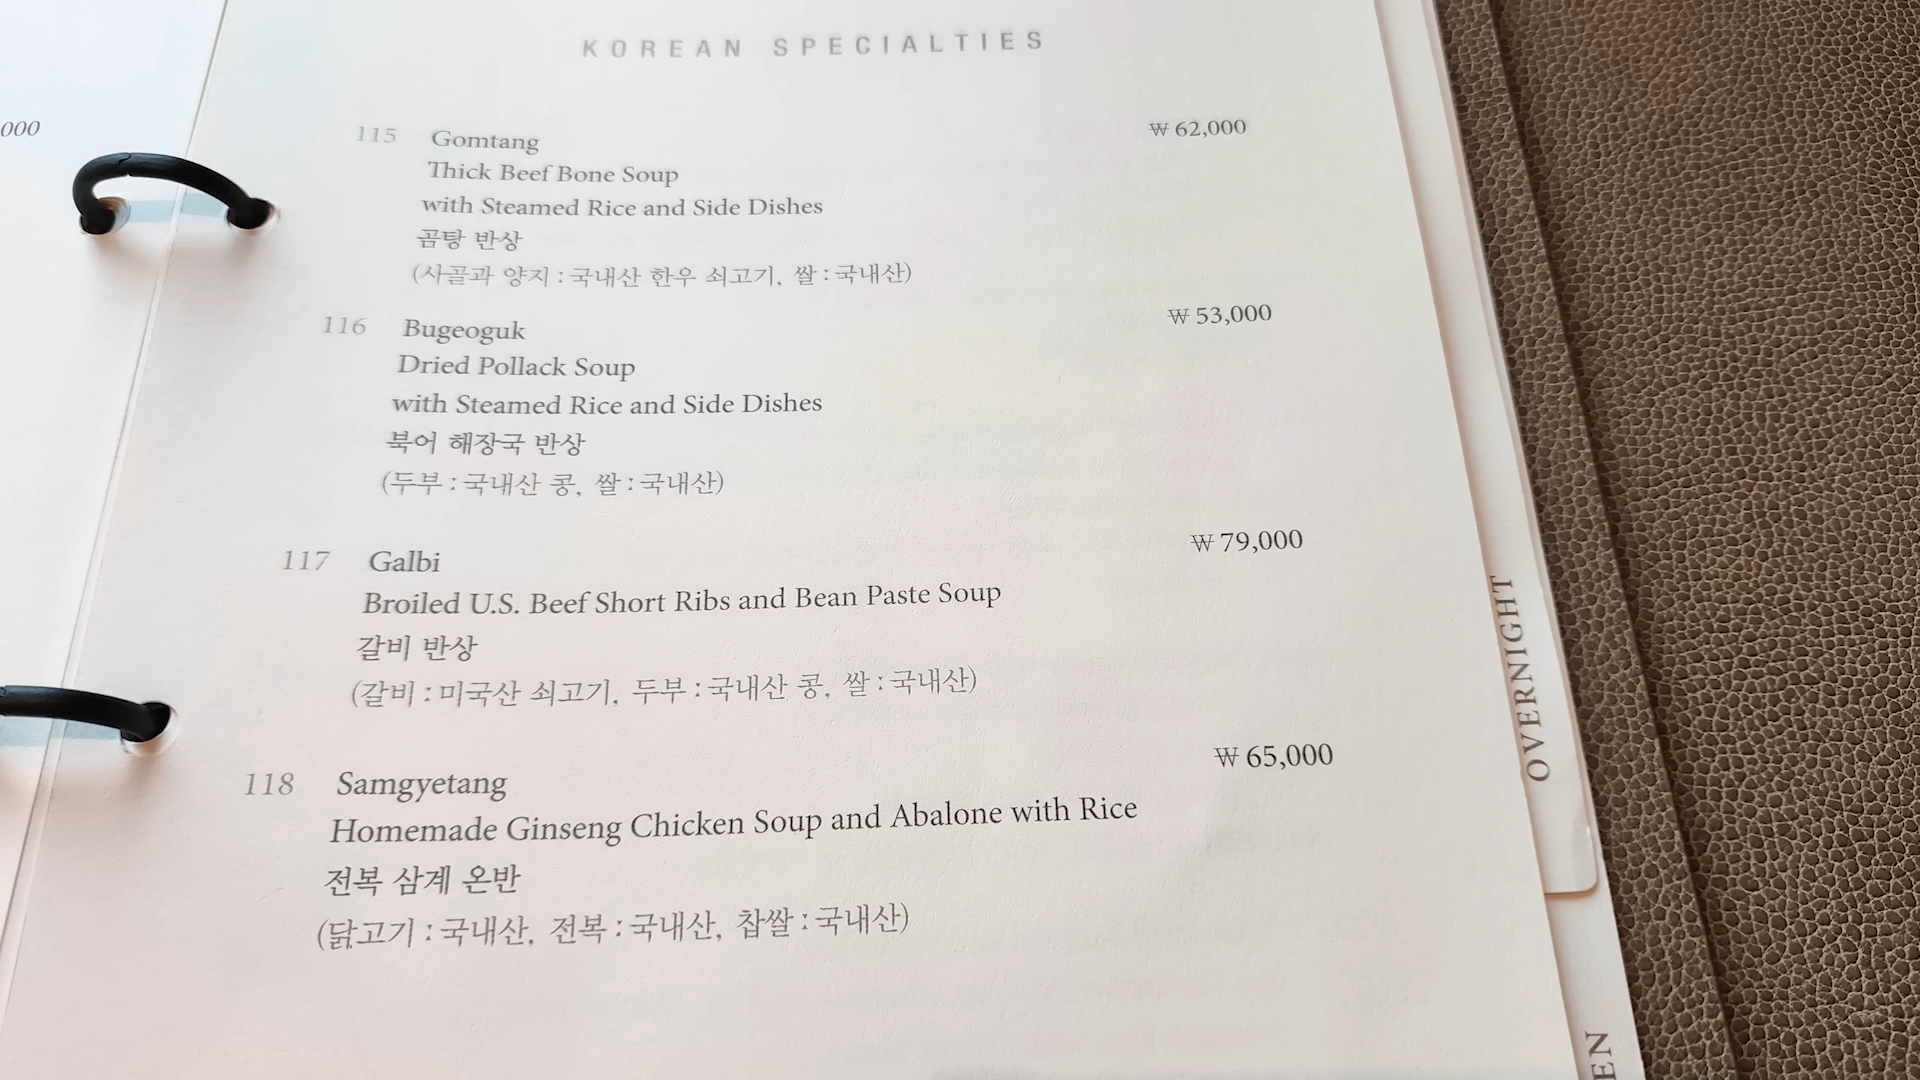 KOREAN SPECIALTIES
000
115 Gomtang ₩ 62,000
Thick Beef Bone Soup
with Steamed Rice and Side Dishes
곰탕 반상
(사골과 양지 : 국내산 한우 쇠고기, 쌀 : 국내산)
116 Bugeoguk ₩ 53,000
Dried Pollack Soup
with Steamed Rice and Side Dishes
북어 해장국 반상
(두부 : 국내산 콩, 쌀 : 국내산)
117 Galbi ₩ 79,000
Broiled U.S. Beef Short Ribs and Bean Paste Soup
갈비 반상
(갈비 : 미국산 쇠고기, 두부 : 국내산 콩, 쌀 : 국내산)
118 Samgyetang ₩ 65,000
Homemade Ginseng Chicken Soup and Abalone with Rice
전복 삼계 온반
(닭고기 : 국내산, 전복 : 국내산, 찹쌀 : 국내산)
OVERNIGHT
EN